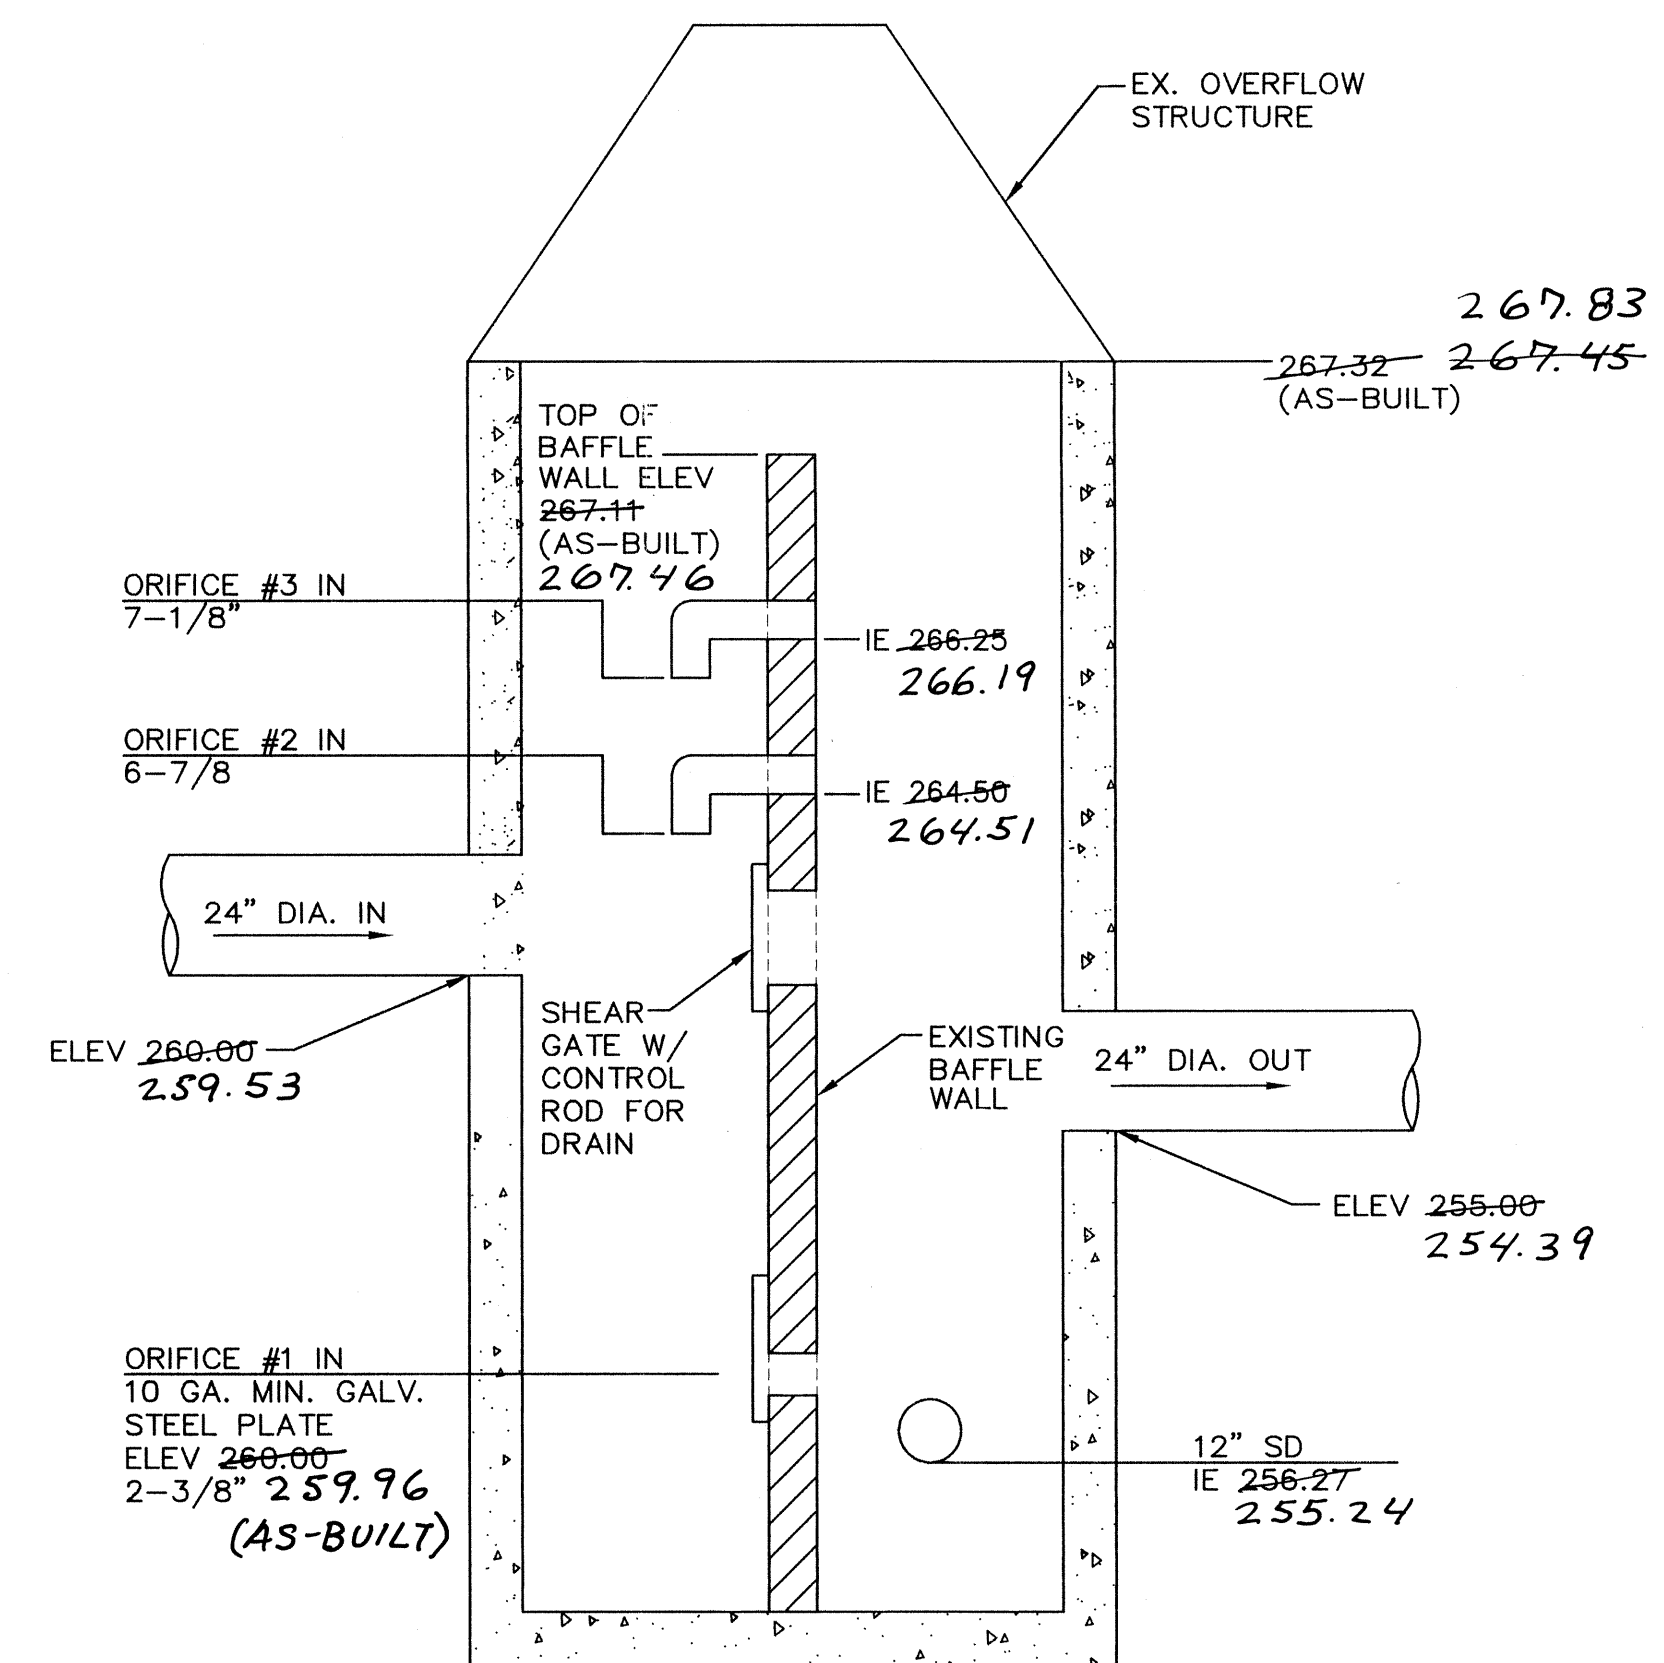 EX. OVERFLOW
STRUCTURE
267.83
267.32 267.45
(AS-BUILT)
TOP OF
BAFFLE
WALL ELEV
267.11
(AS-BUILT)
267.46
ORIFICE #3 IN
7-1/8"
IE 266.25
266.19
ORIFICE #2 IN
6-7/8
IE 264.50
264.51
24" DIA. IN
ELEV 260.00
259.53
SHEAR
GATE W/
CONTROL
ROD FOR
DRAIN
EXISTING
BAFFLE
WALL
24" DIA. OUT
ELEV 255.00
254.39
ORIFICE #1 IN
10 GA. MIN. GALV.
STEEL PLATE
ELEV 260.00
2-3/8" 259.96
(AS-BUILT)
12" SD
IE 256.27
255.24